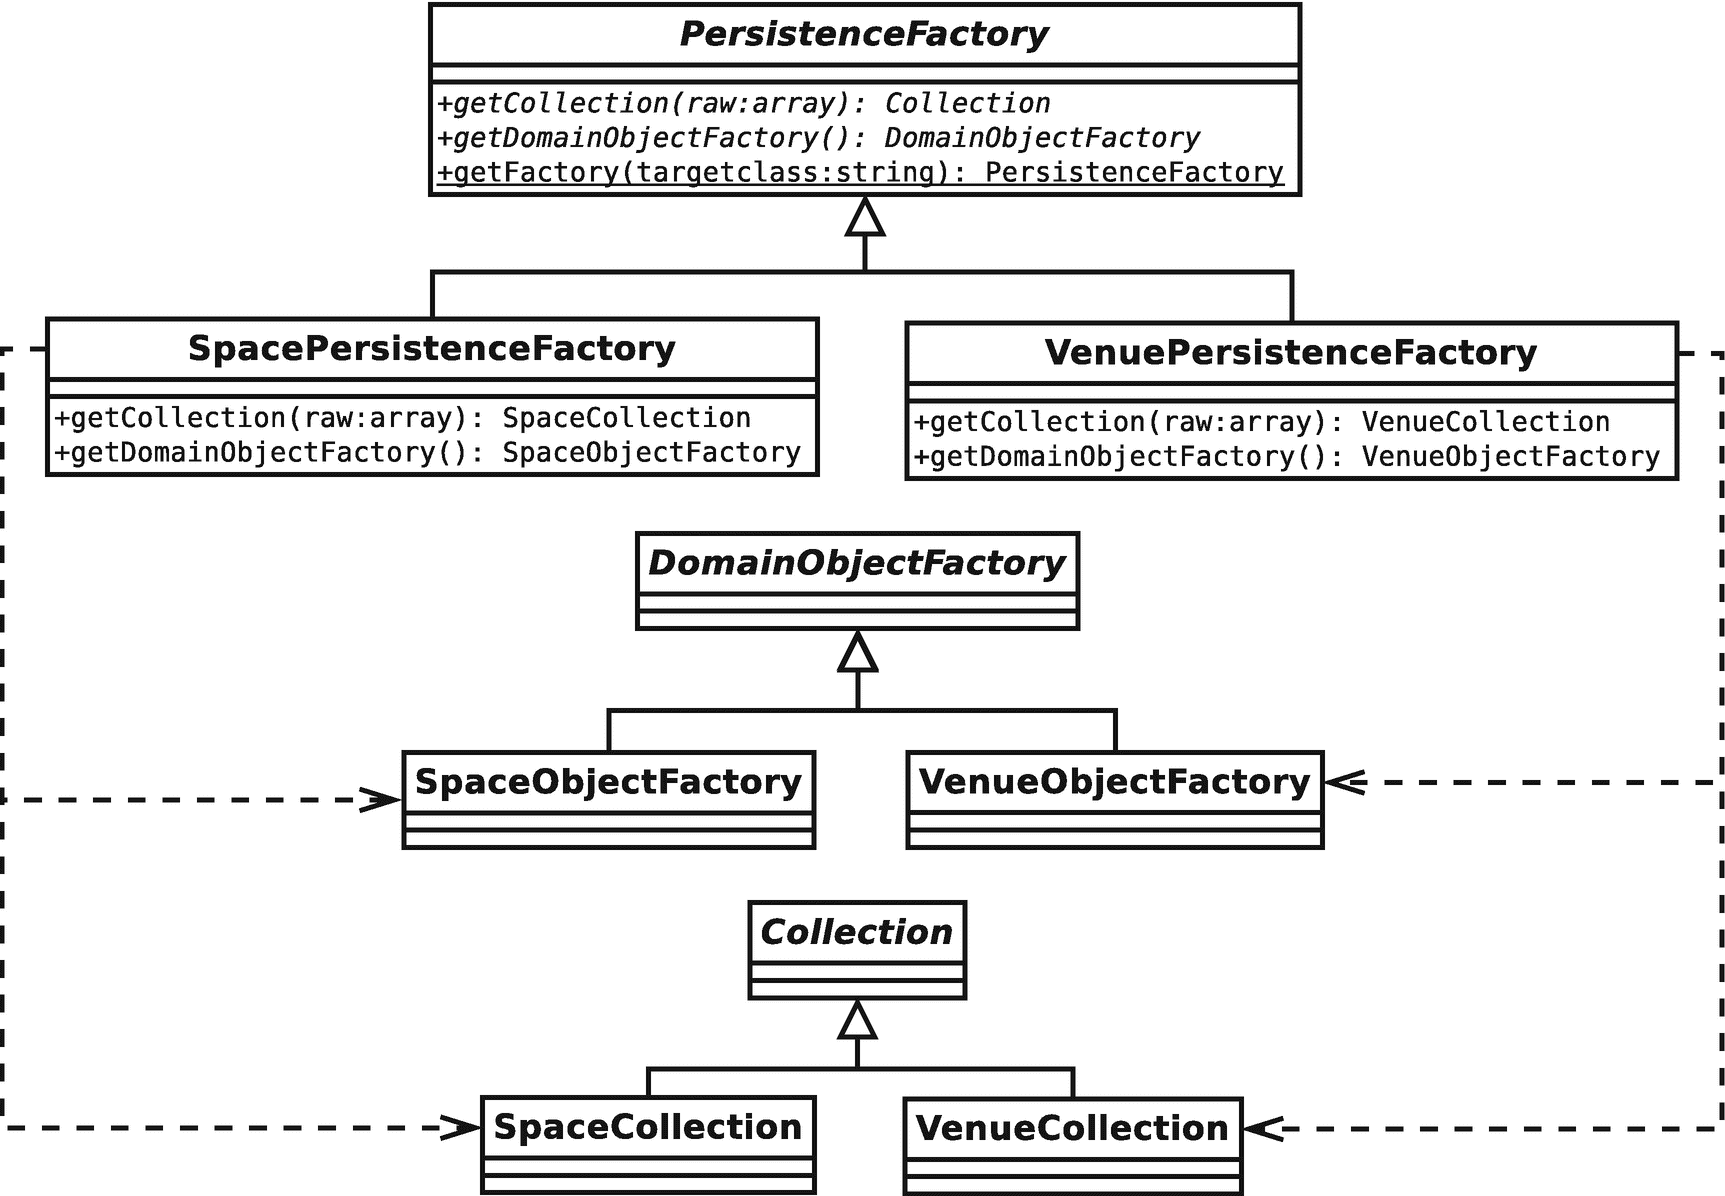 PersistenceFactory
+getCollection(raw:array): Collection
+getDomainObjectFactory(): DomainObjectFactory
+getFactory(targetclass:string): PersistenceFactory
SpacePersistenceFactory
+getCollection(raw:array): SpaceCollection
+getDomainObjectFactory(): SpaceObjectFactory
VenuePersistenceFactory
+getCollection(raw:array): VenueCollection
+getDomainObjectFactory(): VenueObjectFactory
DomainObjectFactory
SpaceObjectFactory
VenueObjectFactory
Collection
SpaceCollection
VenueCollection